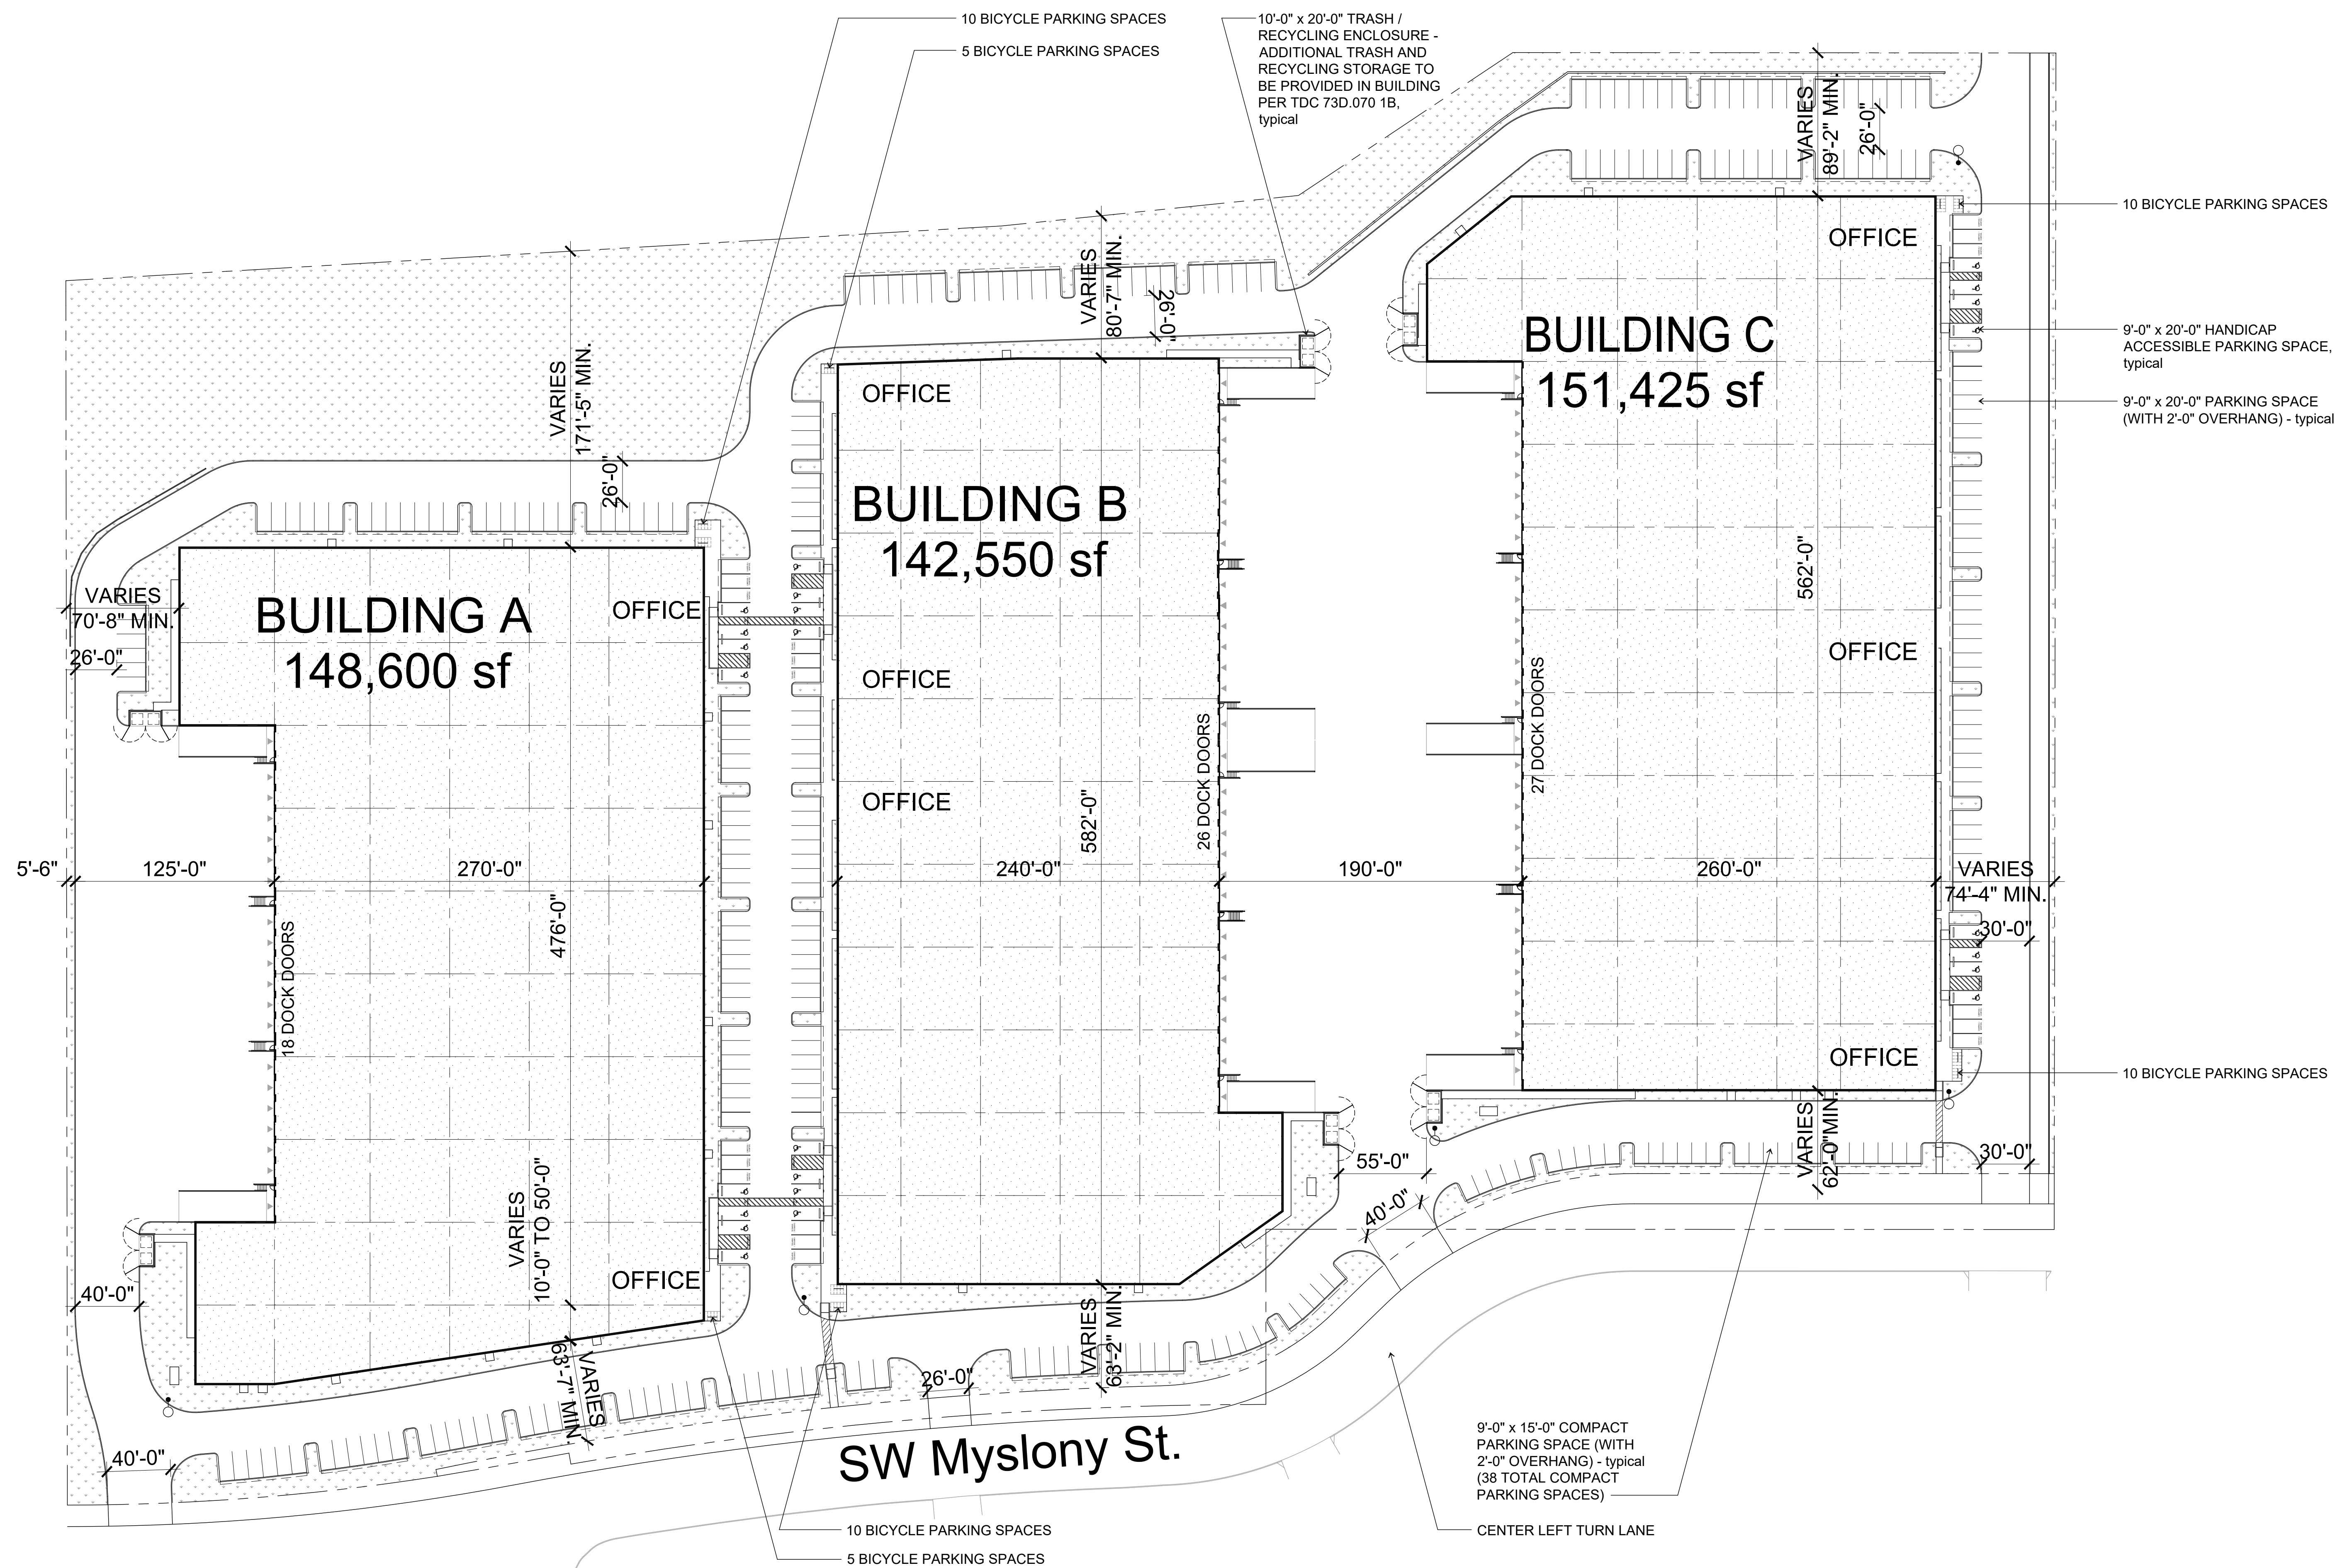 10 BICYCLE PARKING SPACES
5 BICYCLE PARKING SPACES
10'-0" x 20'-0" TRASH /
RECYCLING ENCLOSURE -
ADDITIONAL TRASH AND
RECYCLING STORAGE TO
BE PROVIDED IN BUILDING
PER TDC 73D.070 1B,
typical
VARIES
89'-2" MIN.
26'-0"
10 BICYCLE PARKING SPACES
OFFICE
9'-0" x 20'-0" HANDICAP
ACCESSIBLE PARKING SPACE,
typical
9'-0" x 20'-0" PARKING SPACE
(WITH 2'-0" OVERHANG) - typical
BUILDING C
151,425 sf
VARIES
80'-7" MIN.
26'-0"
VARIES
171'-5" MIN.
26'-0"
OFFICE
BUILDING B
142,550 sf
562'-0"
VARIES
70'-8" MIN.
26'-0"
BUILDING A
148,600 sf
OFFICE
OFFICE
OFFICE
OFFICE
26 DOCK DOORS
27 DOCK DOORS
582'-0"
5'-6"
125'-0"
270'-0"
240'-0"
190'-0"
260'-0"
VARIES
74'-4" MIN.
30'-0"
476'-0"
18 DOCK DOORS
OFFICE
10 BICYCLE PARKING SPACES
VARIES
62'-0"MIN.
30'-0"
55'-0"
40'-0"
VARIES
10'-0" TO 50'-0"
OFFICE
40'-0"
VARIES
63'-7" MIN.
VARIES
63'-2" MIN.
26'-0"
40'-0"
SW Myslony St.
9'-0" x 15'-0" COMPACT
PARKING SPACE (WITH
2'-0" OVERHANG) - typical
(38 TOTAL COMPACT
PARKING SPACES)
CENTER LEFT TURN LANE
10 BICYCLE PARKING SPACES
5 BICYCLE PARKING SPACES